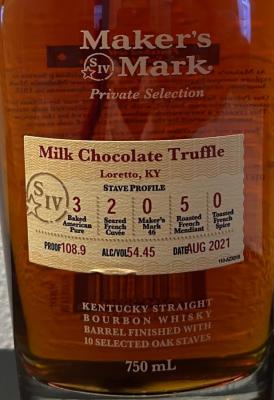 Maker's
SIV Mark®
Private Selection
Milk Chocolate Truffle
Loretto, KY
STAVE PROFILE
SIV
3 2 0 5 0
Baked American Pure
Seared French Cuvée
Maker's Mark 46
Roasted French Mendiant
Toasted French Spice
PROOF 108.9 ALC/VOL 54.45 DATE AUG 2021
KENTUCKY STRAIGHT
BOURBON WHISKY
BARREL FINISHED WITH
10 SELECTED OAK STAVES
750 mL